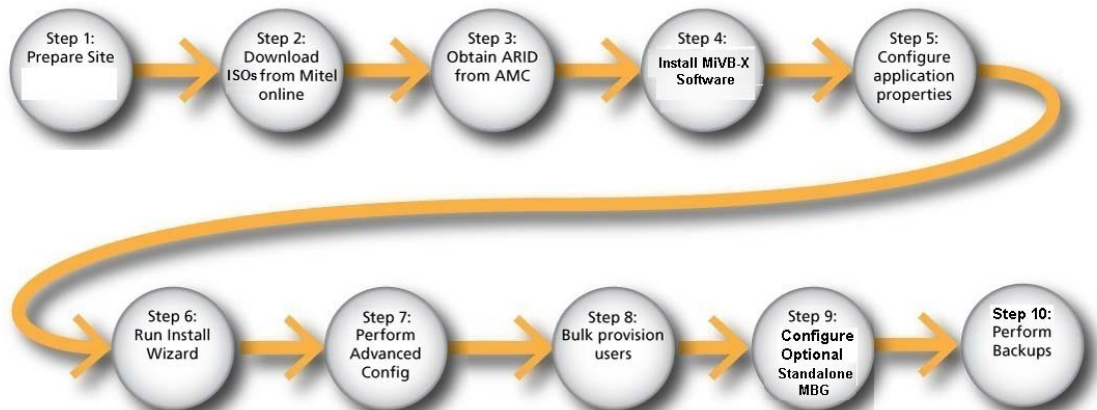 Step 1:
Prepare Site
Step 2:
Download
ISOs from Mitel
online
Step 3:
Obtain ARID
from AMC
Step 4:
Install MiVB-X
Software
Step 5:
Configure
application
properties
Step 6:
Run Install
Wizard
Step 7:
Perform
Advanced
Config
Step 8:
Bulk provision
users
Step 9:
Configure
Optional
Standalone
MBG
Step 10:
Perform
Backups